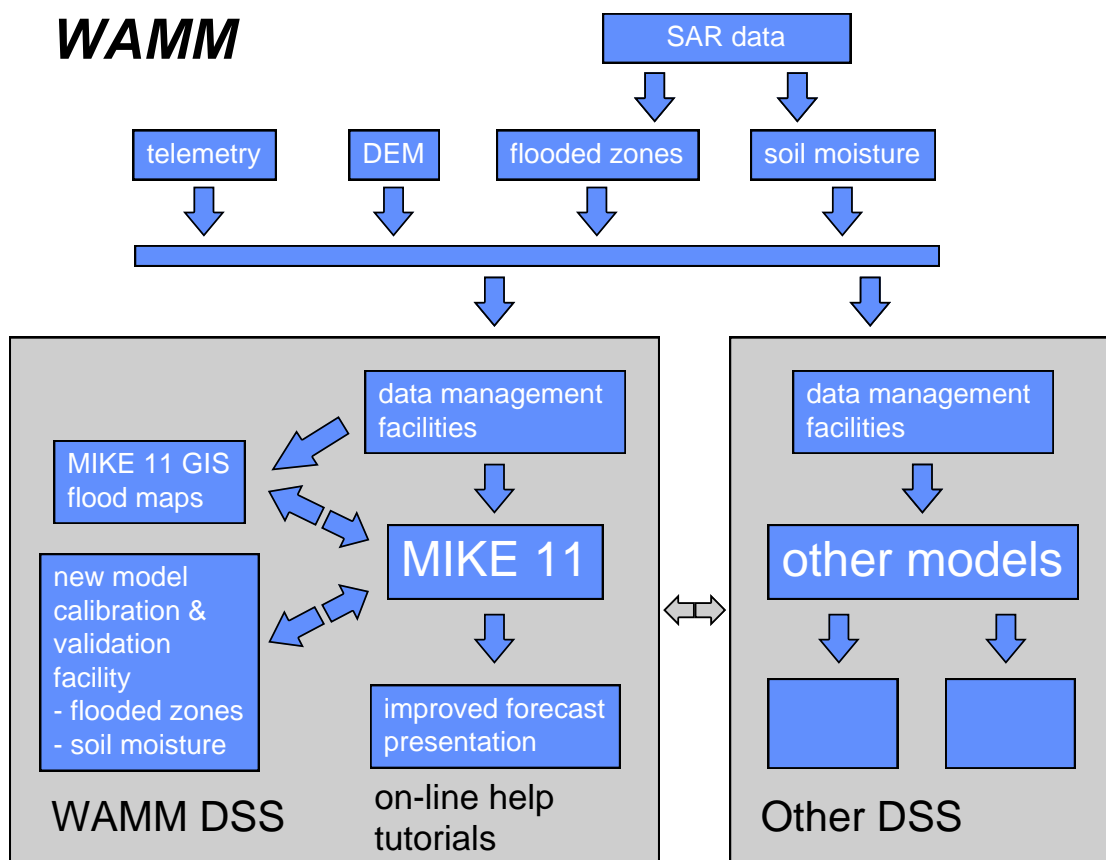 WAMM
SAR data
telemetry
DEM
flooded zones
soil moisture
data management
facilities
MIKE 11 GIS
flood maps
MIKE 11
new model
calibration &
validation
facility
- flooded zones
- soil moisture
improved forecast
presentation
WAMM DSS
on-line help
tutorials
data management
facilities
other models
Other DSS